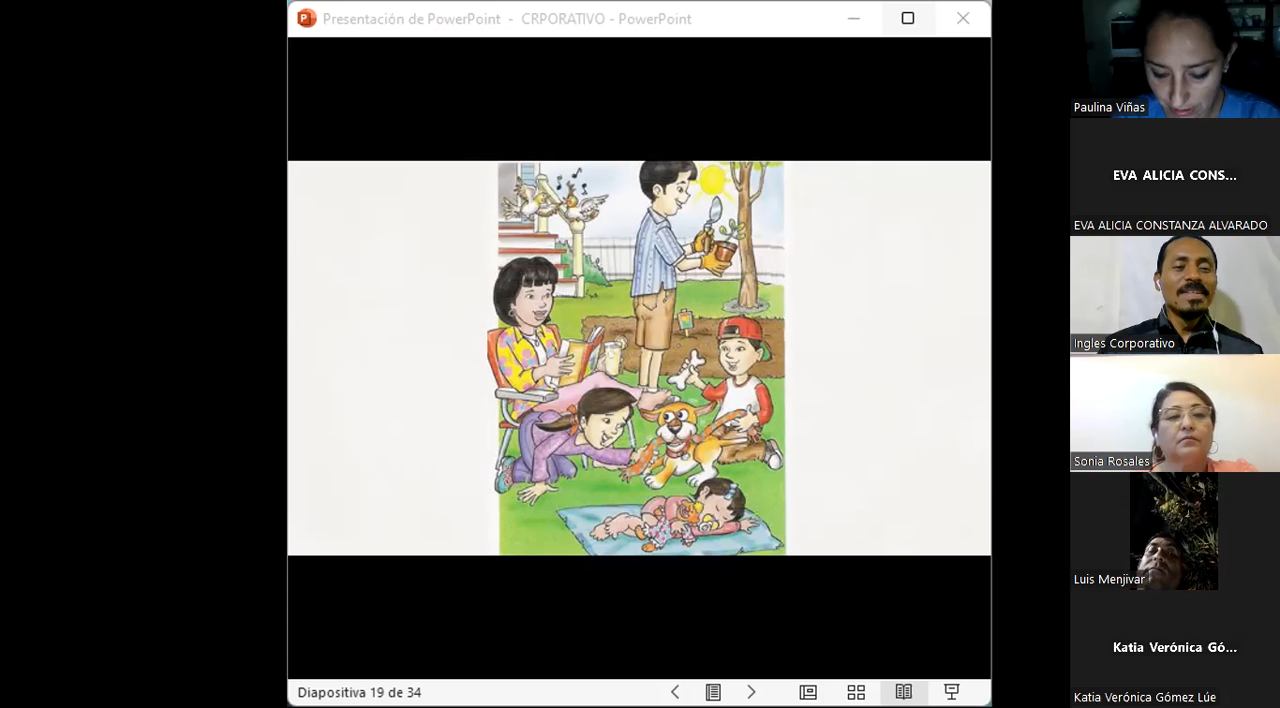 Presentación de PowerPoint - CRPORATIVO - PowerPoint
Paulina Viñas
EVA ALICIA CONS...
EVA ALICIA CONSTANZA ALVARADO
Ingles Corporativo
Sonia Rosales
Luis Menjivar
Katia Verónica Gó...
Katia Verónica Gómez Lúe
Diapositiva 19 de 34